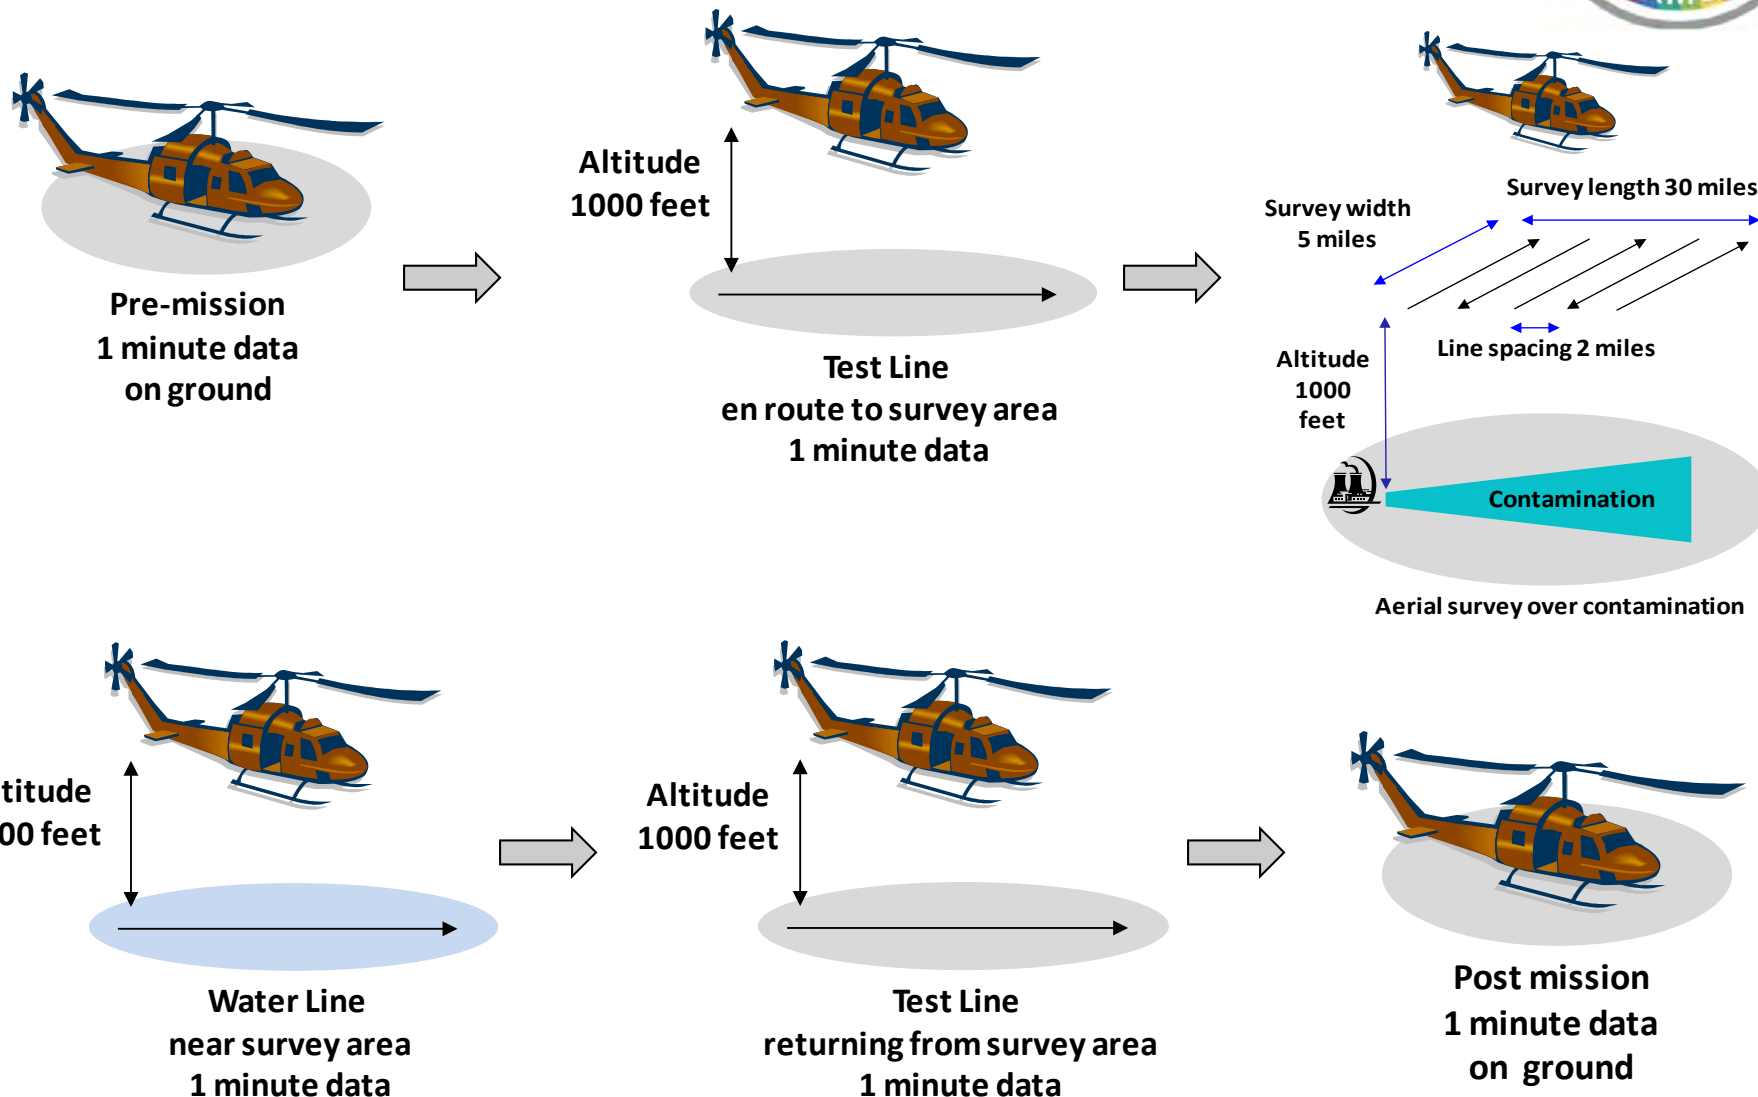 Pre-mission
1 minute data
on ground
Altitude
1000 feet
Test Line
en route to survey area
1 minute data
Survey length 30 miles
Survey width
5 miles
Line spacing 2 miles
Altitude
1000
feet
Contamination
Aerial survey over contamination
titude
00 feet
Water Line
near survey area
1 minute data
Altitude
1000 feet
Test Line
returning from survey area
1 minute data
Post mission
1 minute data
on ground